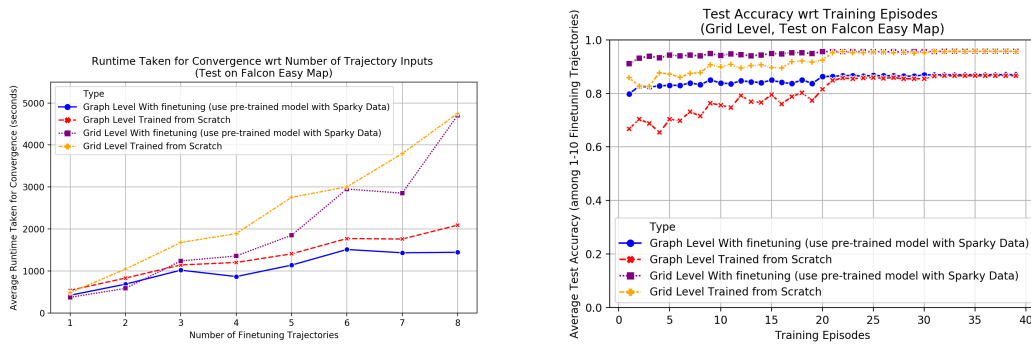 Runtime Taken for Convergence wrt Number of Trajectory Inputs
(Test on Falcon Easy Map)
Average Runtime Taken for Convergence (seconds)
5000
4000
3000
2000
1000
0
Type
Graph Level With finetuning (use pre-trained model with Sparky Data)
Graph Level Trained from Scratch
Grid Level With finetuning (use pre-trained model with Sparky Data)
Grid Level Trained from Scratch
1 2 3 4 5 6 7 8
Number of Finetuning Trajectories
Test Accuracy wrt Training Episodes
(Grid Level, Test on Falcon Easy Map)
Average Test Accuracy (among 1-10 Finetuning Trajectories)
1.0
0.8
0.6
0.4
0.2
0.0
Type
Graph Level With finetuning (use pre-trained model with Sparky Data)
Graph Level Trained from Scratch
Grid Level With finetuning (use pre-trained model with Sparky Data)
Grid Level Trained from Scratch
0 5 10 15 20 25 30 35 40
Training Episodes